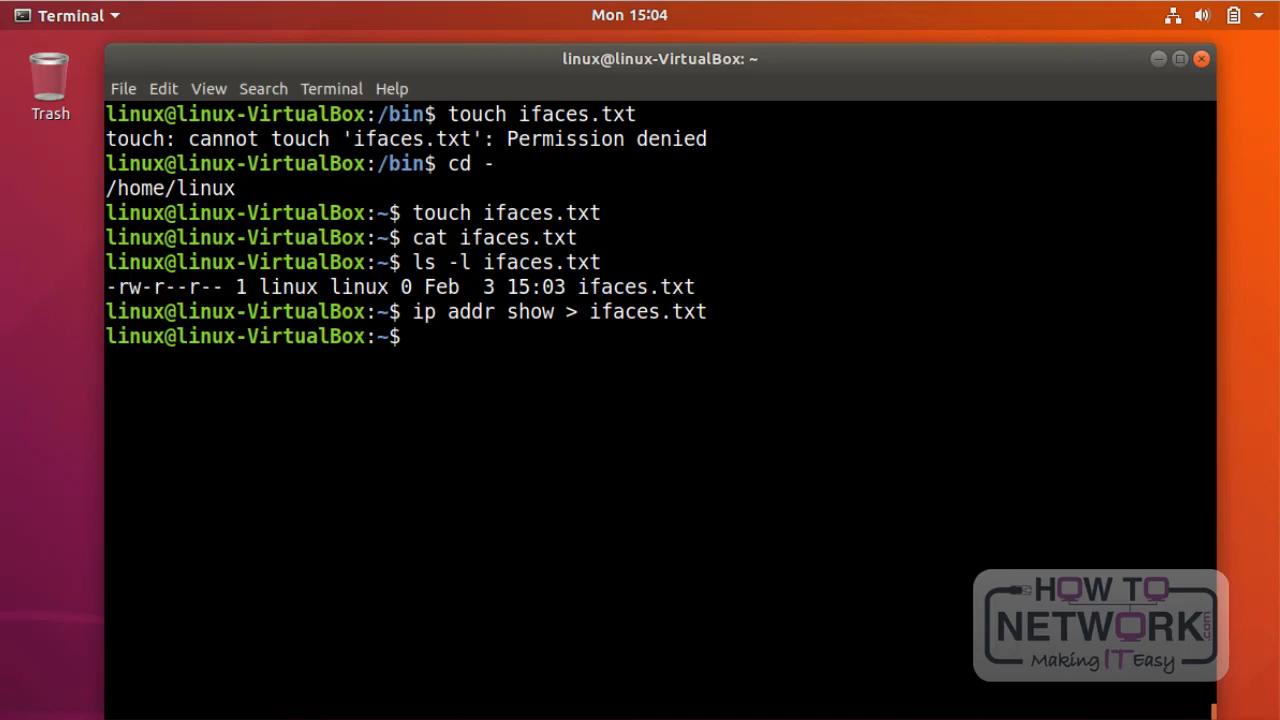 Terminal
Mon 15:04
Trash
linux@linux-VirtualBox: ~
File Edit View Search Terminal Help
linux@linux-VirtualBox:/bin$ touch ifaces.txt
touch: cannot touch 'ifaces.txt': Permission denied
linux@linux-VirtualBox:/bin$ cd -
/home/linux
linux@linux-VirtualBox:~$ touch ifaces.txt
linux@linux-VirtualBox:~$ cat ifaces.txt
linux@linux-VirtualBox:~$ ls -l ifaces.txt
-rw-r--r-- 1 linux linux 0 Feb  3 15:03 ifaces.txt
linux@linux-VirtualBox:~$ ip addr show > ifaces.txt
linux@linux-VirtualBox:~$
HOW TO
NETWORK.com
Making IT Easy